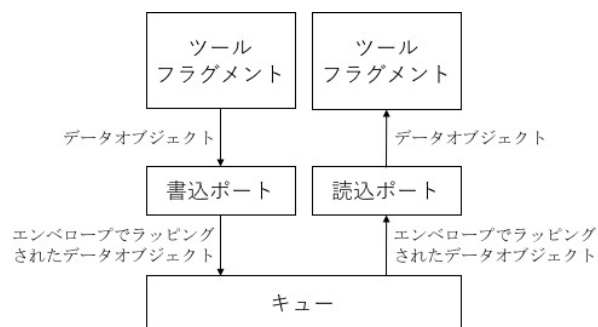 ツール
フラグメント
ツール
フラグメント
データオブジェクト
データオブジェクト
書込ポート
読込ポート
エンベロープでラッピング
されたデータオブジェクト
エンベロープでラッピング
されたデータオブジェクト
キュー